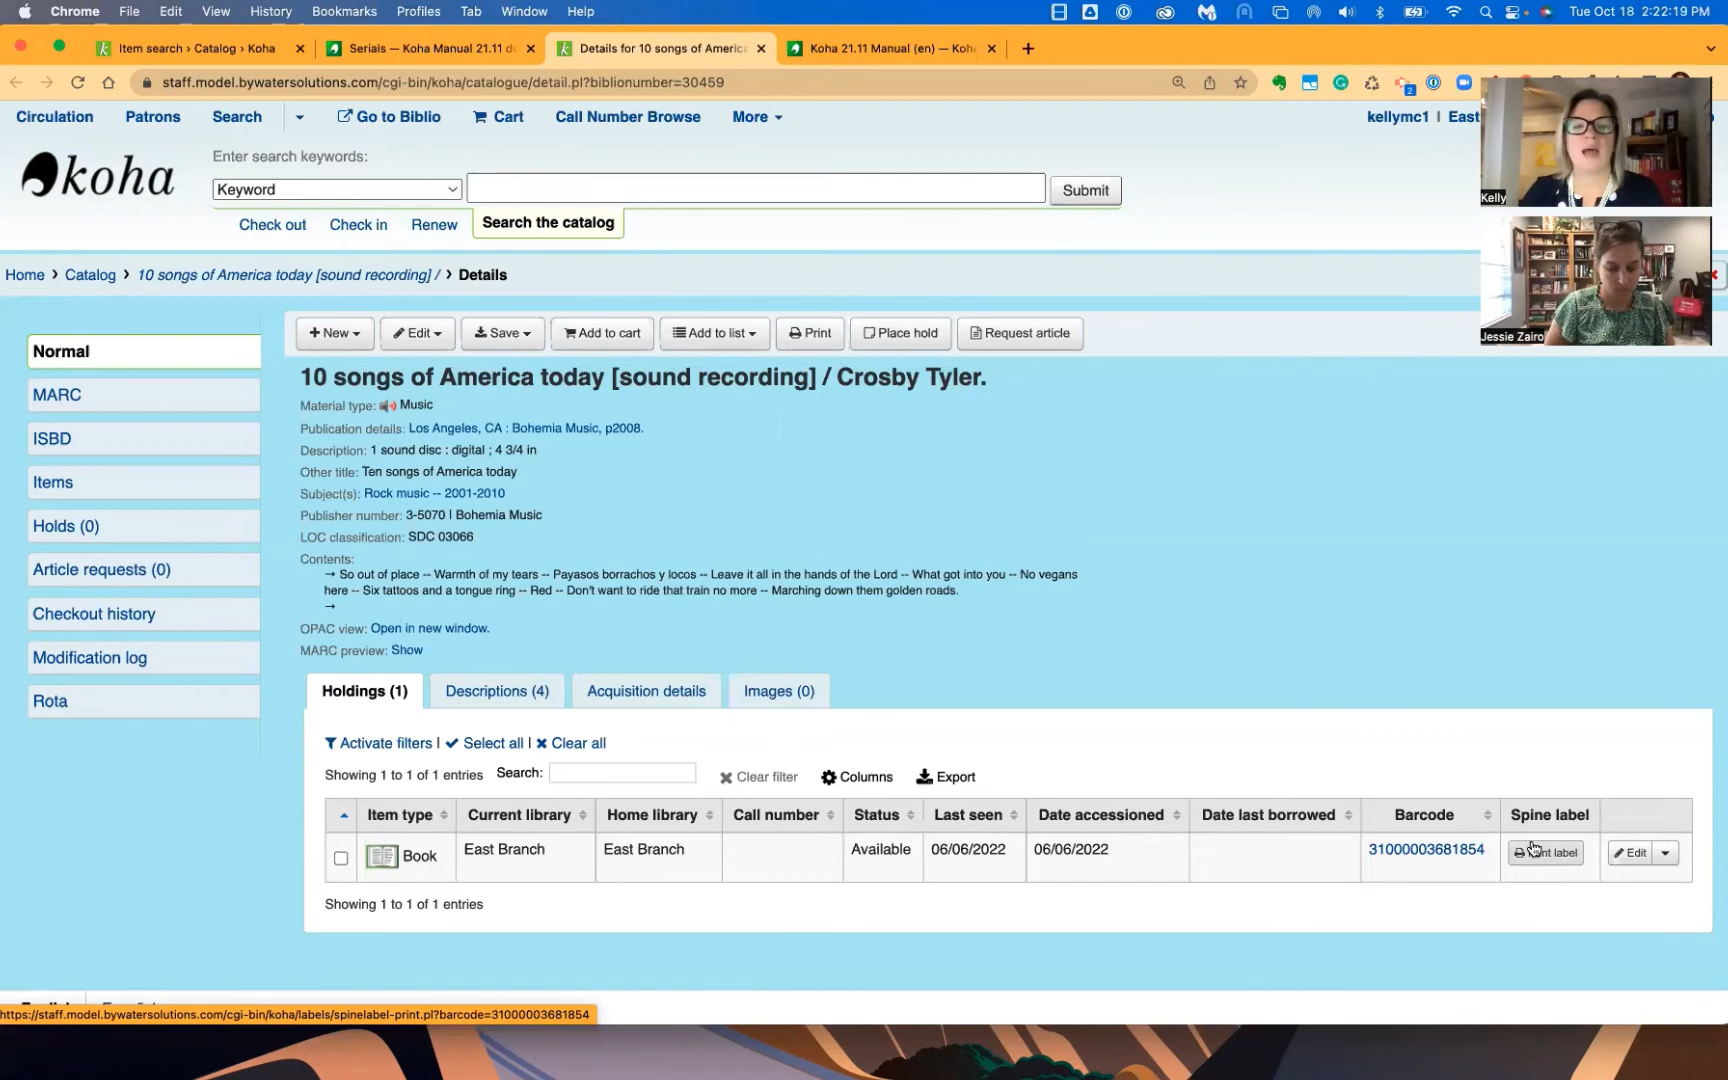 Chrome File Edit View History Bookmarks Profiles Tab Window Help Tue Oct 18 2:22:19 PM
Item search › Catalog › Koha Serials — Koha Manual 21.11 d Details for 10 songs of America Koha 21.11 Manual (en) — Koh
staff.model.bywatersolutions.com/cgi-bin/koha/catalogue/detail.pl?biblionumber=30459
2
Circulation Patrons Search Go to Biblio Cart Call Number Browse More kellymc1 | East
Enter search keywords:
koha Keyword Submit
Kelly
Check out Check in Renew Search the catalog
Home › Catalog › 10 songs of America today [sound recording] / › Details
New Edit Save Add to cart Add to list Print Place hold Request article
Jessie Zairo
Normal
MARC
ISBD
Items
Holds (0)
Article requests (0)
Checkout history
Modification log
Rota
10 songs of America today [sound recording] / Crosby Tyler.
Material type: Music
Publication details: Los Angeles, CA : Bohemia Music, p2008.
Description: 1 sound disc : digital ; 4 3/4 in
Other title: Ten songs of America today
Subject(s): Rock music -- 2001-2010
Publisher number: 3-5070 | Bohemia Music
LOC classification: SDC 03066
Contents:
→ So out of place -- Warmth of my tears -- Payasos borrachos y locos -- Leave it all in the hands of the Lord -- What got into you -- No vegans
here -- Six tattoos and a tongue ring -- Red -- Don't want to ride that train no more -- Marching down them golden roads.
→
OPAC view: Open in new window.
MARC preview: Show
Holdings (1) Descriptions (4) Acquisition details Images (0)
Activate filters | Select all | Clear all
Showing 1 to 1 of 1 entries Search: Clear filter Columns Export
Item type Current library Home library Call number Status Last seen Date accessioned Date last borrowed Barcode Spine label
Book East Branch East Branch Available 06/06/2022 06/06/2022 31000003681854 label Edit
Showing 1 to 1 of 1 entries
https://staff.model.bywatersolutions.com/cgi-bin/koha/labels/spinelabel-print.pl?barcode=31000003681854